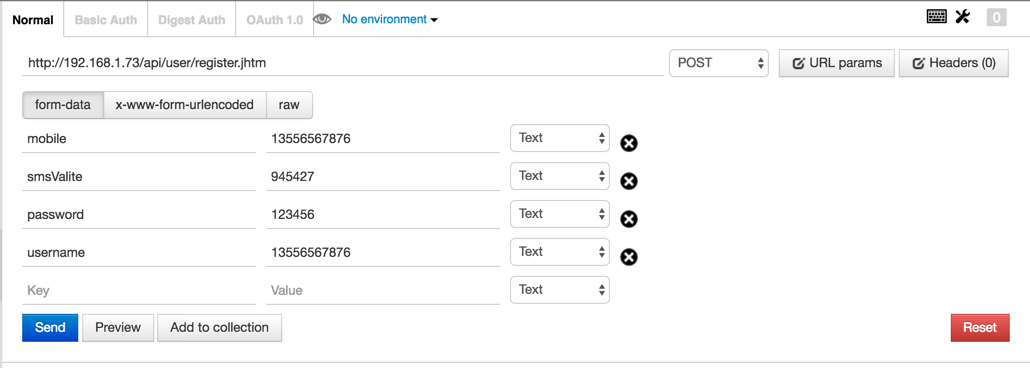 Normal Basic Auth Digest Auth OAuth 1.0 No environment 0
http://192.168.1.73/api/user/register.jhtm POST URL params Headers (0)
form-data x-www-form-urlencoded raw
mobile 13556567876 Text
smsValite 945427 Text
password 123456 Text
username 13556567876 Text
Key Value Text
Send Preview Add to collection Reset